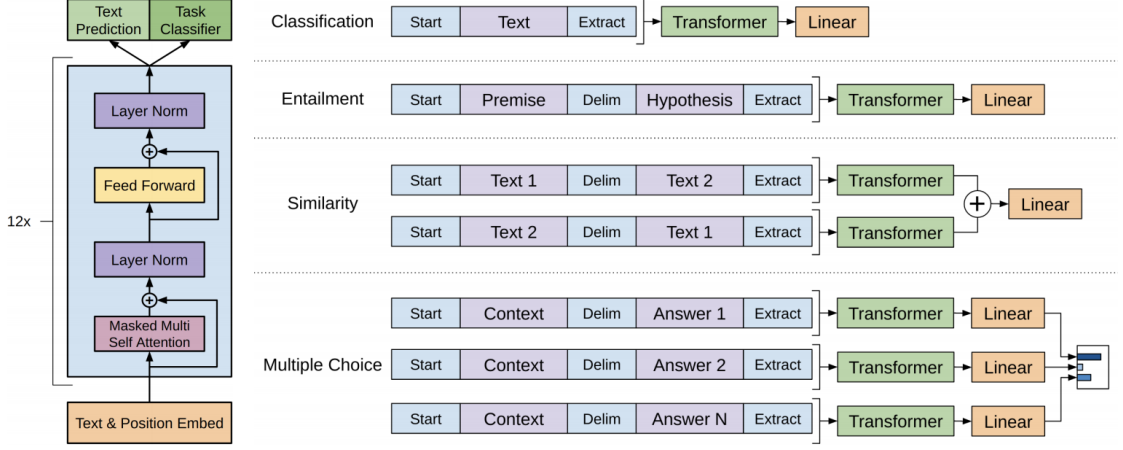 Text
Prediction
Task
Classifier
Layer Norm
Feed Forward
12x
Layer Norm
Masked Multi
Self Attention
Text & Position Embed
Classification
Start Text Extract Transformer Linear
Entailment
Start Premise Delim Hypothesis Extract Transformer Linear
Similarity
Start Text 1 Delim Text 2 Extract Transformer
Start Text 2 Delim Text 1 Extract Transformer
Linear
Multiple Choice
Start Context Delim Answer 1 Extract Transformer Linear
Start Context Delim Answer 2 Extract Transformer Linear
Start Context Delim Answer N Extract Transformer Linear